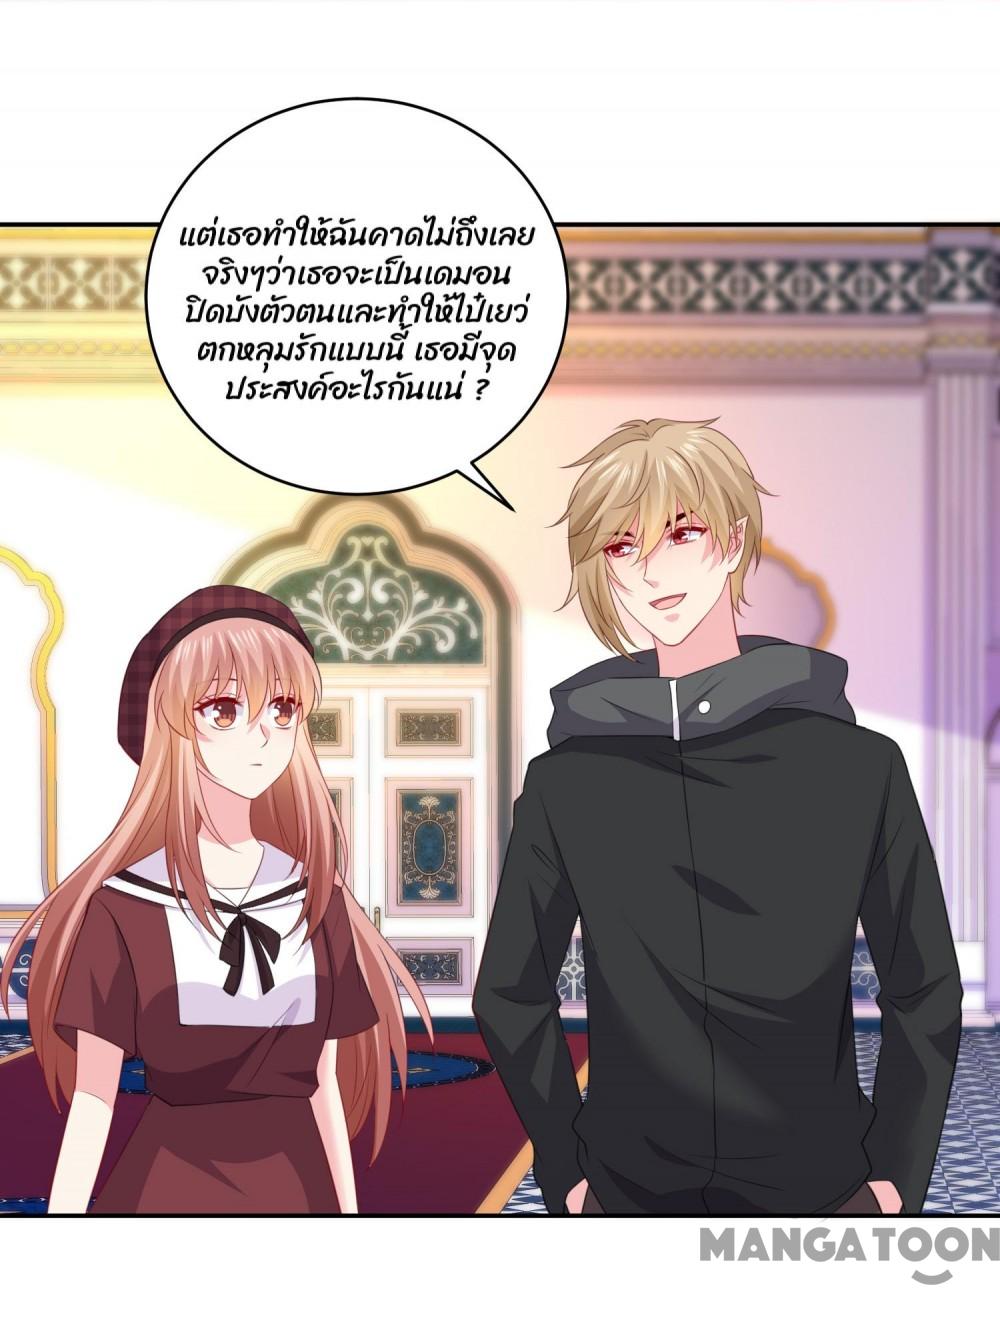 แต่เธอทำให้ฉันคาดไม่ถึงเลย
จริงๆว่าเธอจะเป็นเดมอน
ปิดบังตัวตนและทำให้ไป๋เยว่
ตกหลุมรักแบบนี้ เธอมีจุด
ประสงค์อะไรกันแน่ ?
MANGATOON